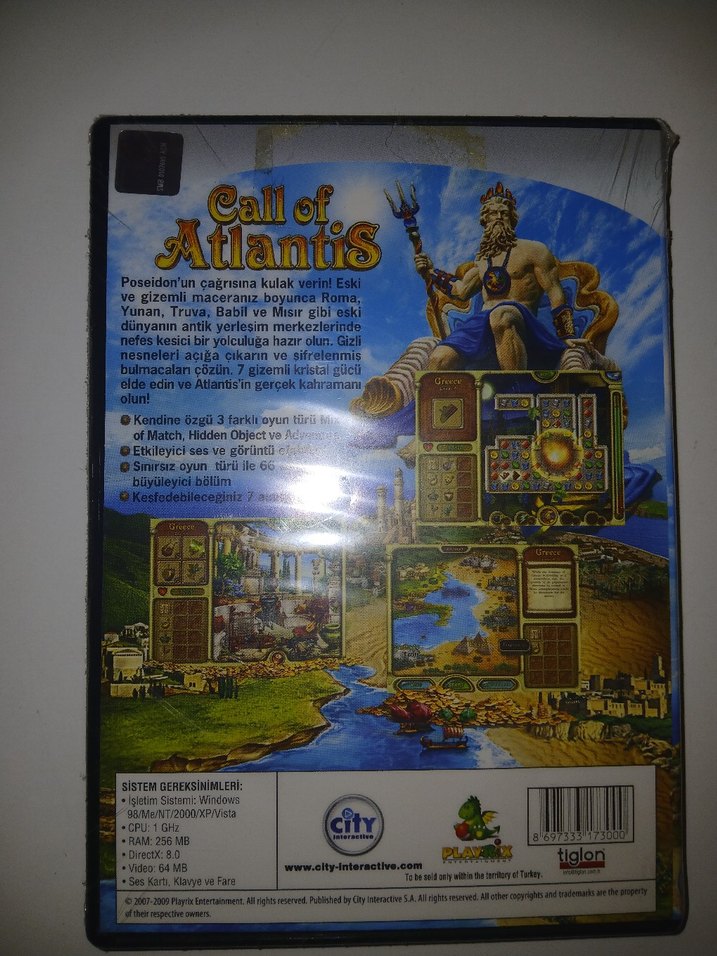 Call of
Atlantis
Poseidon'un çağrısına kulak verin! Eski
ve gizemli maceranız boyunca Roma,
Yunan, Truva, Babil ve Mısır gibi eski
dünyanın antik yerleşim merkezlerinde
nefes kesici bir yolculuğa hazır olun. Gizli
nesneleri açığa çıkarın ve şifrelenmiş
bulmacaları çözün. 7 gizemli kristal gücü
elde edin ve Atlantis'in gerçek kahramanı
olun!
Kendine özgü 3 farklı oyun türü
of Match, Hidden Object ve
Etkileyici ses ve görüntü
Sınırsız oyun türü ile 66
büyüleyici bölüm
Keşfedebileceğiniz 7
Greece
Greece
Greece
SİSTEM GEREKSİNİMLERİ:
• İşletim Sistemi: Windows
98/Me/NT/2000/XP/Vista
• CPU: 1 GHz
• RAM: 256 MB
• DirectX: 8.0
• Video: 64 MB
• Ses Kartı, Klavye ve Fare
city
interactive
www.city-interactive.com
PLAYRIX
ENTERTAINMENT
To be sold only within the territory of Turkey.
8 697333 173000
tiglon
info@tiglon.com.tr
© 2007-2009 Playrix Entertainment. All rights reserved. Published by City Interactive S.A. All rights reserved. All other copyrights and trademarks are the property
of their respective owners.